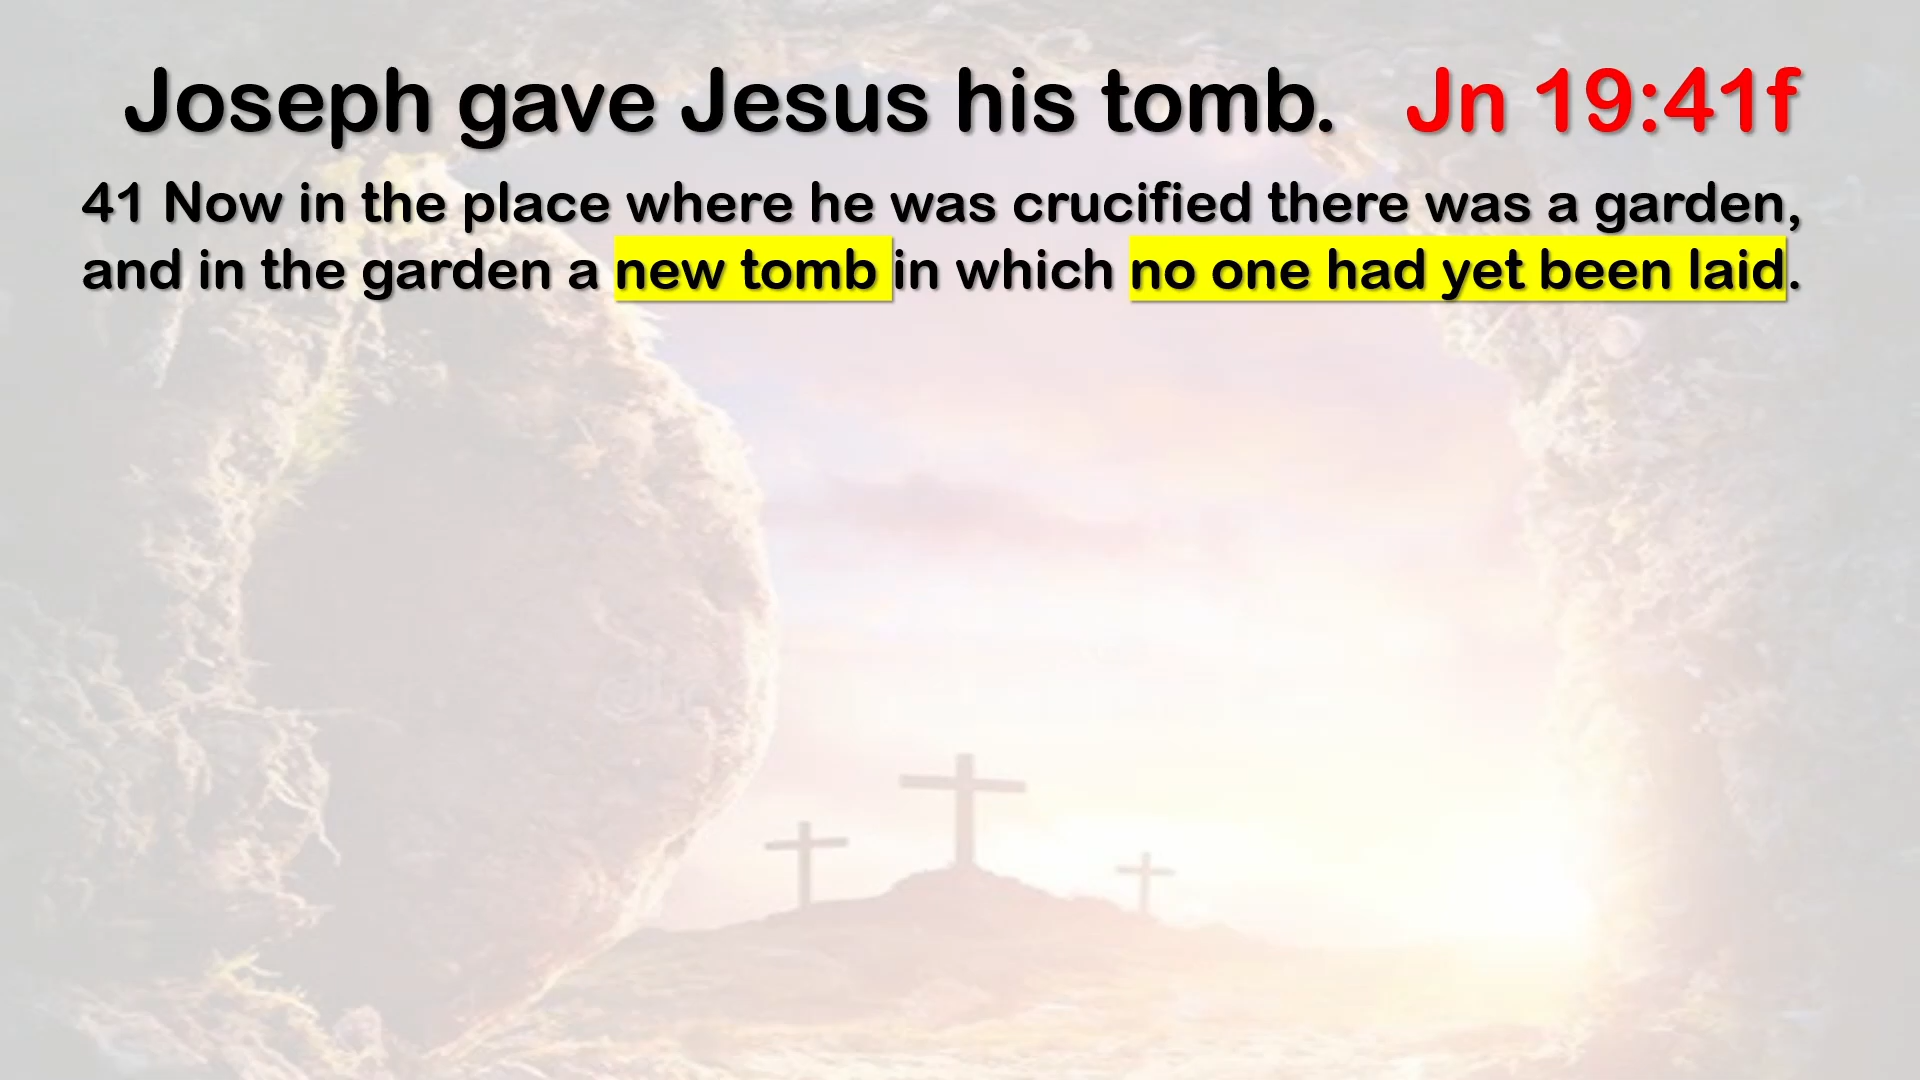 Joseph gave Jesus his tomb. Jn 19:41f
41 Now in the place where he was crucified there was a garden,
and in the garden a new tomb in which no one had yet been laid.